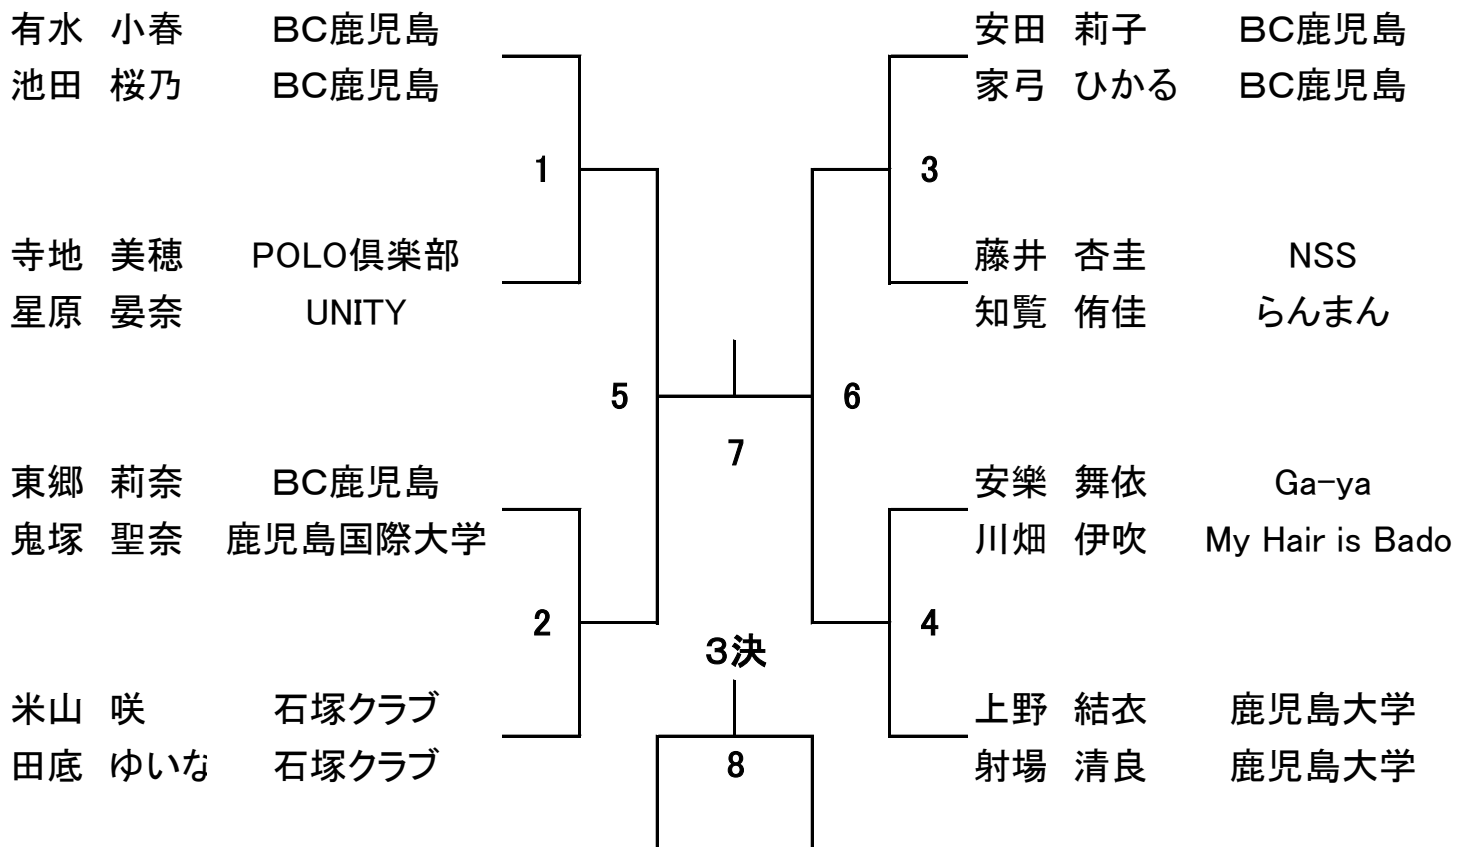 有水 小春 BC鹿児島
池田 桜乃 BC鹿児島
1
寺地 美穂 POLO倶楽部
星原 晏奈 UNITY
5
東郷 莉奈 BC鹿児島
鬼塚 聖奈 鹿児島国際大学
2
米山 咲 石塚クラブ
田底 ゆいな 石塚クラブ
7
3決
8
安田 莉子 BC鹿児島
家弓 ひかる BC鹿児島
3
藤井 杏圭 NSS
知覧 侑佳 らんまん
6
安樂 舞依 Ga-ya
川畑 伊吹 My Hair is Bado
4
上野 結衣 鹿児島大学
射場 清良 鹿児島大学